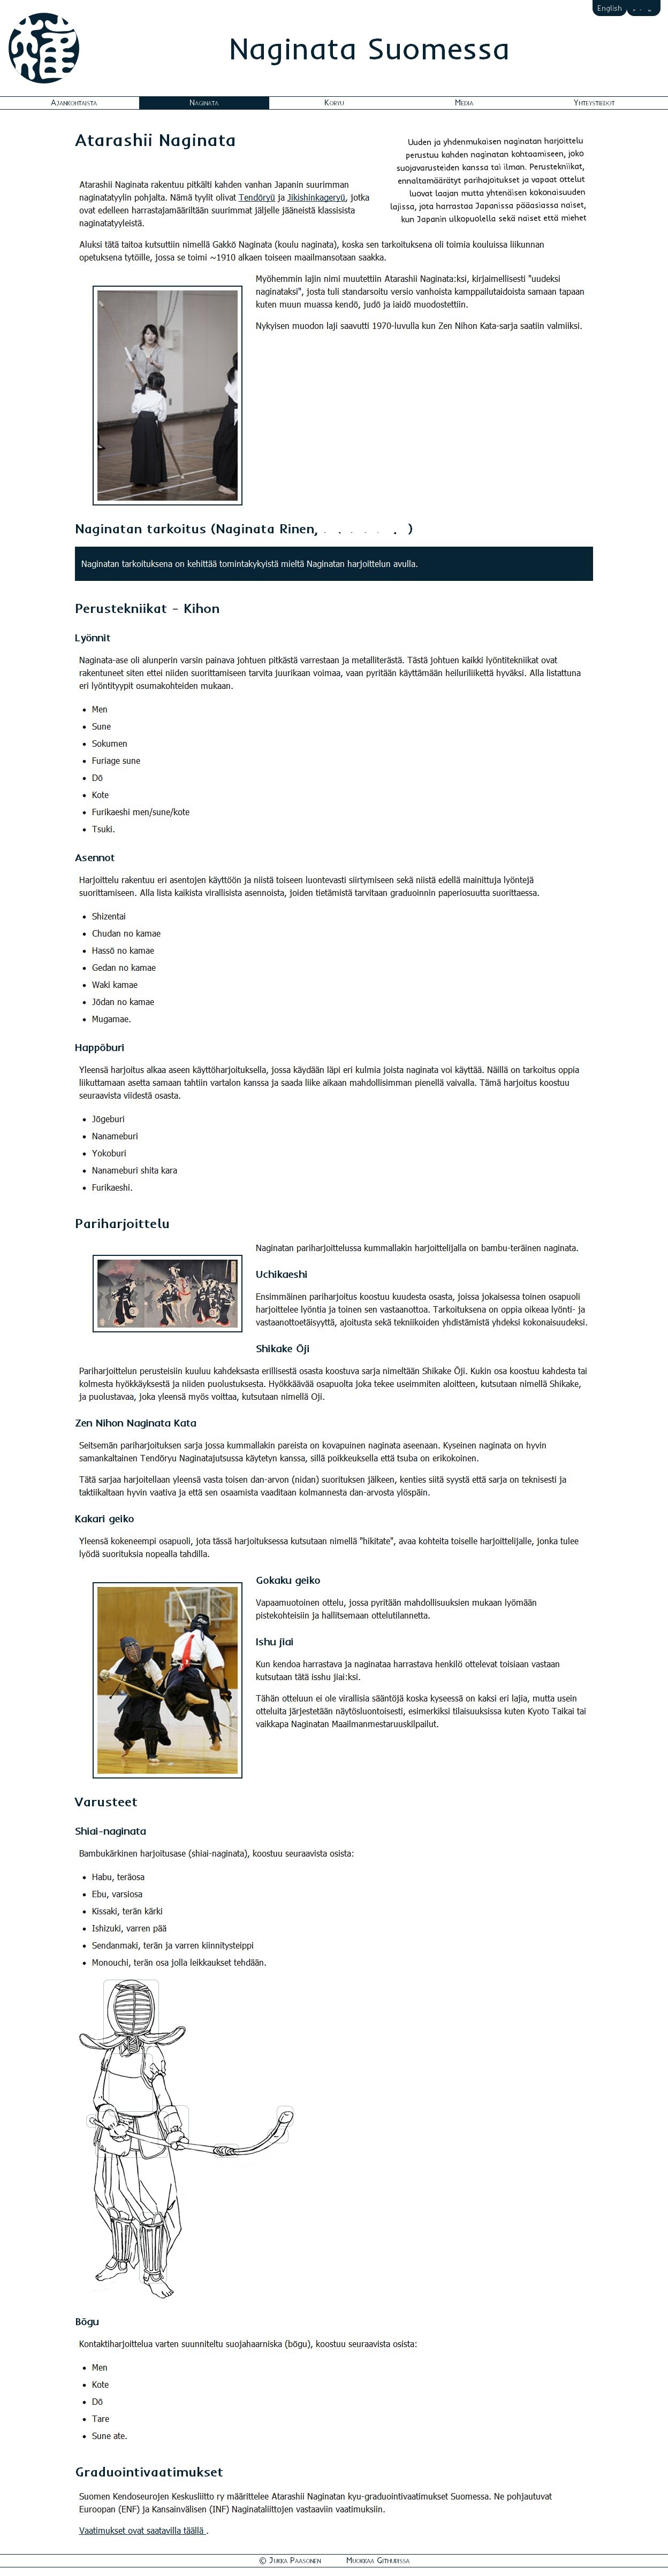 English
Naginata Suomessa
Ajankohtaista Naginata Koryu Media Yhteystiedot
Atarashii Naginata
Uuden ja yhdenmukaisen naginatan harjoittelu
perustuu kahden naginatan kohtaamiseen, joko
suojavarusteiden kanssa tai ilman. Perustekniikat,
ennaltamäärätyt parihajoitukset ja vapaat ottelut
luovat laajan mutta yhtenäisen kokonaisuuden
lajissa, jota harrastaa Japanissa pääasiassa naiset,
kun Japanin ulkopuolella sekä naiset että miehet
Atarashii Naginata rakentuu pitkälti kahden vanhan Japanin suurimman
naginatatyylin pohjalta. Nämä tyylit olivat Tendōryū ja Jikishinkageryū, jotka
ovat edelleen harrastajamääriltään suurimmat jäljelle jääneistä klassisista
naginatatyyleistä.
Aluksi tätä taitoa kutsuttiin nimellä Gakkō Naginata (koulu naginata), koska sen tarkoituksena oli toimia kouluissa liikunnan
opetuksena tytöille, jossa se toimi ~1910 alkaen toiseen maailmansotaan saakka.
Myöhemmin lajin nimi muutettiin Atarashii Naginata:ksi, kirjaimellisesti "uudeksi
naginataksi", josta tuli standarsoitu versio vanhoista kamppailutaidoista samaan tapaan
kuten muun muassa kendō, judō ja iaidō muodostettiin.
Nykyisen muodon laji saavutti 1970-luvulla kun Zen Nihon Kata-sarja saatiin valmiiksi.
Naginatan tarkoitus (Naginata Rinen, )
Naginatan tarkoituksena on kehittää tomintakykyistä mieltä Naginatan harjoittelun avulla.
Perustekniikat - Kihon
Lyönnit
Naginata-ase oli alunperin varsin painava johtuen pitkästä varrestaan ja metalliterästä. Tästä johtuen kaikki lyöntitekniikat ovat
rakentuneet siten ettei niiden suorittamiseen tarvita juurikaan voimaa, vaan pyritään käyttämään heiluriliikettä hyväksi. Alla listattuna
eri lyöntityypit osumakohteiden mukaan.
Men
Sune
Sokumen
Furiage sune
Dō
Kote
Furikaeshi men/sune/kote
Tsuki.
Asennot
Harjoittelu rakentuu eri asentojen käyttöön ja niistä toiseen luontevasti siirtymiseen sekä niistä edellä mainittuja lyöntejä
suorittamiseen. Alla lista kaikista virallisista asennoista, joiden tietämistä tarvitaan graduoinnin paperiosuutta suorittaessa.
Shizentai
Chudan no kamae
Hassō no kamae
Gedan no kamae
Waki kamae
Jōdan no kamae
Mugamae.
Happōburi
Yleensä harjoitus alkaa aseen käyttöharjoituksella, jossa käydään läpi eri kulmia joista naginata voi käyttää. Näillä on tarkoitus oppia
liikuttamaan asetta samaan tahtiin vartalon kanssa ja saada liike aikaan mahdollisimman pienellä vaivalla. Tämä harjoitus koostuu
seuraavista viidestä osasta.
Jōgeburi
Nanameburi
Yokoburi
Nanameburi shita kara
Furikaeshi.
Pariharjoittelu
Naginatan pariharjoittelussa kummallakin harjoittelijalla on bambu-teräinen naginata.
Uchikaeshi
Ensimmäinen pariharjoitus koostuu kuudesta osasta, joissa jokaisessa toinen osapuoli
harjoittelee lyöntia ja toinen sen vastaanottoa. Tarkoituksena on oppia oikeaa lyönti- ja
vastaanottoetäisyyttä, ajoitusta sekä tekniikoiden yhdistämistä yhdeksi kokonaisuudeksi.
Shikake Ōji
Pariharjoittelun perusteisiin kuuluu kahdeksasta erillisestä osasta koostuva sarja nimeltään Shikake Ōji. Kukin osa koostuu kahdesta tai
kolmesta hyökkäyksestä ja niiden puolustuksesta. Hyökkäävää osapuolta joka tekee useimmiten aloitteen, kutsutaan nimellä Shikake,
ja puolustavaa, joka yleensä myös voittaa, kutsutaan nimellä Oji.
Zen Nihon Naginata Kata
Seitsemän pariharjoituksen sarja jossa kummallakin pareista on kovapuinen naginata aseenaan. Kyseinen naginata on hyvin
samankaltainen Tendōryu Naginatajutsussa käytetyn kanssa, sillä poikkeuksella että tsuba on erikokoinen.
Tätä sarjaa harjoitellaan yleensä vasta toisen dan-arvon (nidan) suorituksen jälkeen, kenties siitä syystä että sarja on teknisesti ja
taktiikaltaan hyvin vaativa ja että sen osaamista vaaditaan kolmannesta dan-arvosta ylöspäin.
Kakari geiko
Yleensä kokeneempi osapuoli, jota tässä harjoituksessa kutsutaan nimellä "hikitate", avaa kohteita toiselle harjoittelijalle, jonka tulee
lyödä suorituksia nopealla tahdilla.
Gokaku geiko
Vapaamuotoinen ottelu, jossa pyritään mahdollisuuksien mukaan lyömään
pistekohteisiin ja hallitsemaan ottelutilannetta.
Ishu jiai
Kun kendoa harrastava ja naginataa harrastava henkilö ottelevat toisiaan vastaan
kutsutaan tätä isshu jiai:ksi.
Tähän otteluun ei ole virallisia sääntöjä koska kyseessä on kaksi eri lajia, mutta usein
otteluita järjestetään näytösluontoisesti, esimerkiksi tilaisuuksissa kuten Kyoto Taikai tai
vaikkapa Naginatan Maailmanmestaruuskilpailut.
Varusteet
Shiai-naginata
Bambukärkinen harjoitusase (shiai-naginata), koostuu seuraavista osista:
Habu, teräosa
Ebu, varsiosa
Kissaki, terän kärki
Ishizuki, varren pää
Sendanmaki, terän ja varren kiinnitysteippi
Monouchi, terän osa jolla leikkaukset tehdään.
Bōgu
Kontaktiharjoittelua varten suunniteltu suojahaarniska (bōgu), koostuu seuraavista osista:
Men
Kote
Dō
Tare
Sune ate.
Graduointivaatimukset
Suomen Kendoseurojen Keskusliitto ry määrittelee Atarashii Naginatan kyu-graduointivaatimukset Suomessa. Ne pohjautuvat
Euroopan (ENF) ja Kansainvälisen (INF) Naginataliittojen vastaaviin vaatimuksiin.
Vaatimukset ovat saatavilla täällä .
© Jukka Paasonen Muokkaa Githubissa